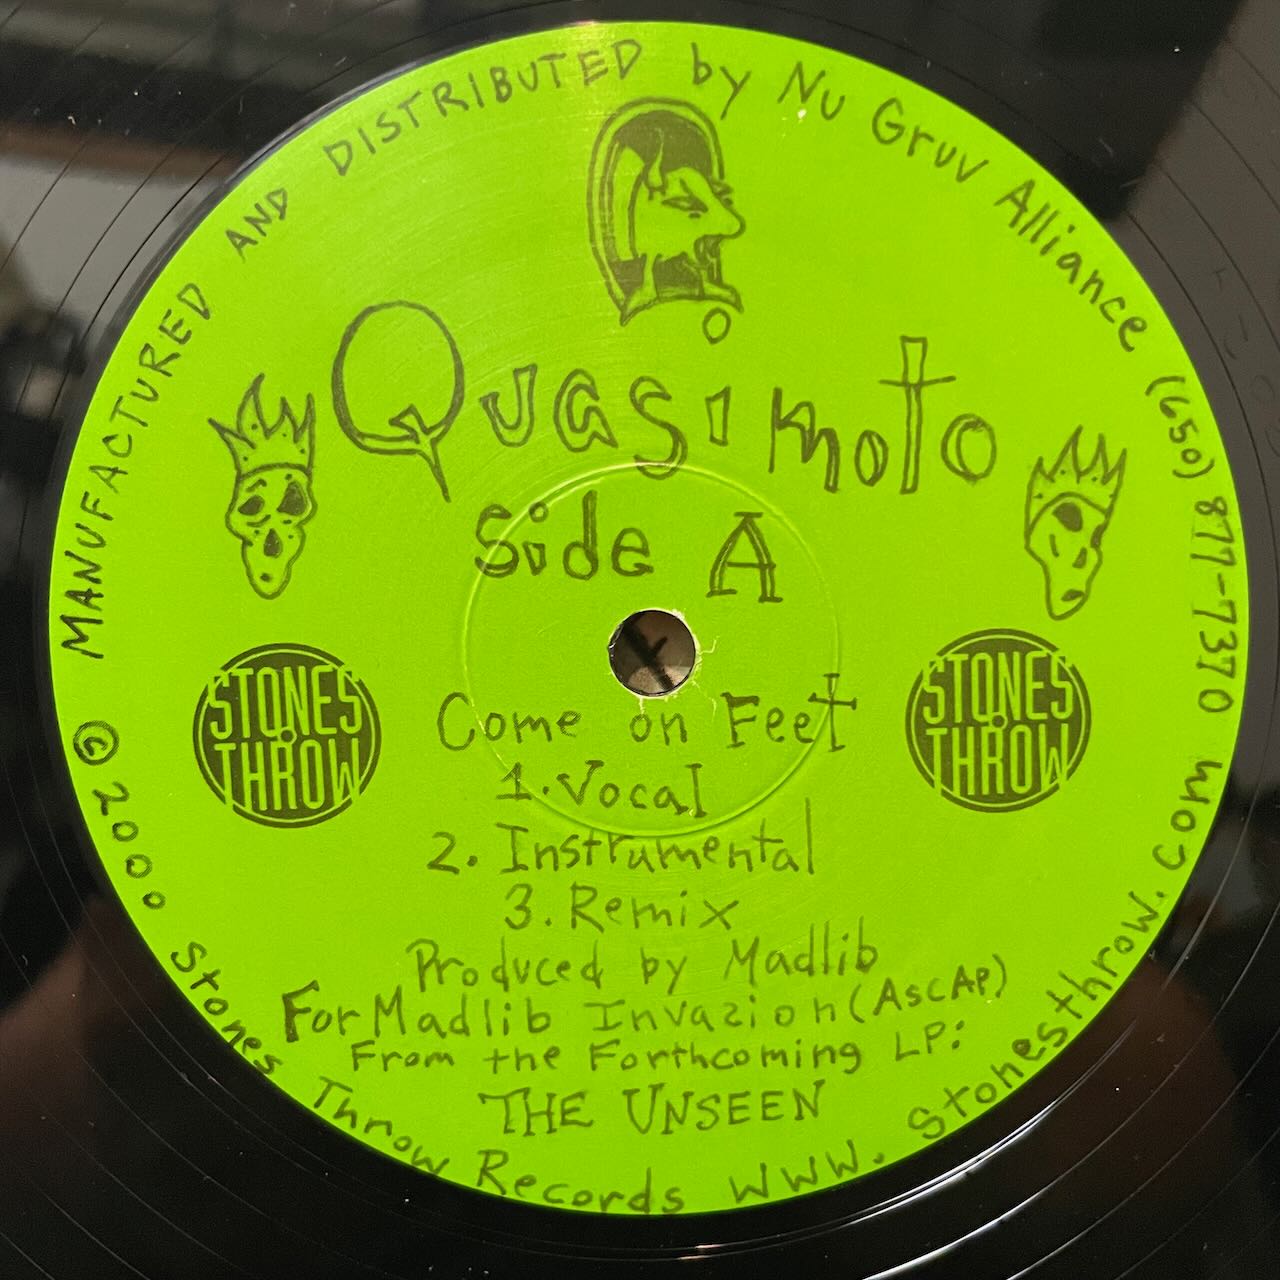 MANUFACTURED AND DISTRIBUTED by Nu Gruv Alliance (650) 877-7370
Quasimoto
Side A
STONES THROW
STONES THROW
Come on Feet
1. Vocal
2. Instrumental
3. Remix
Produced by Madlib
For Madlib Invazion (AscAp)
From the Forthcoming LP:
THE UNSEEN
© 2000 Stones Throw Records www.Stonesthrow.com